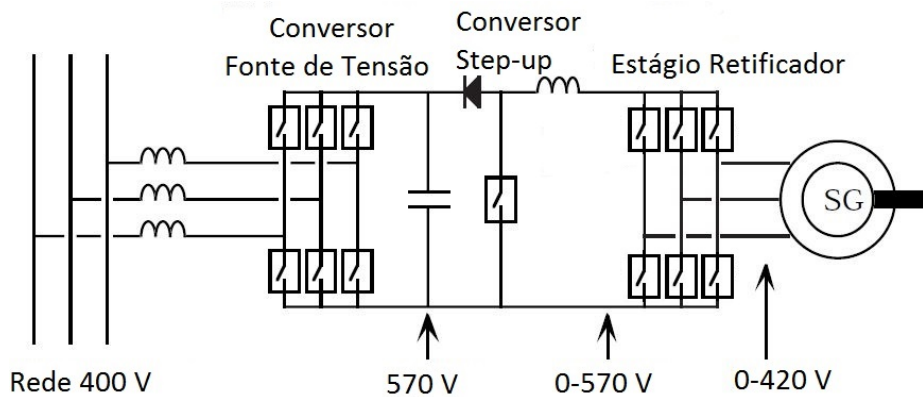 Conversor
Fonte de Tensão
Conversor
Step-up
Estágio Retificador
SG
Rede 400 V
570 V
0-570 V
0-420 V